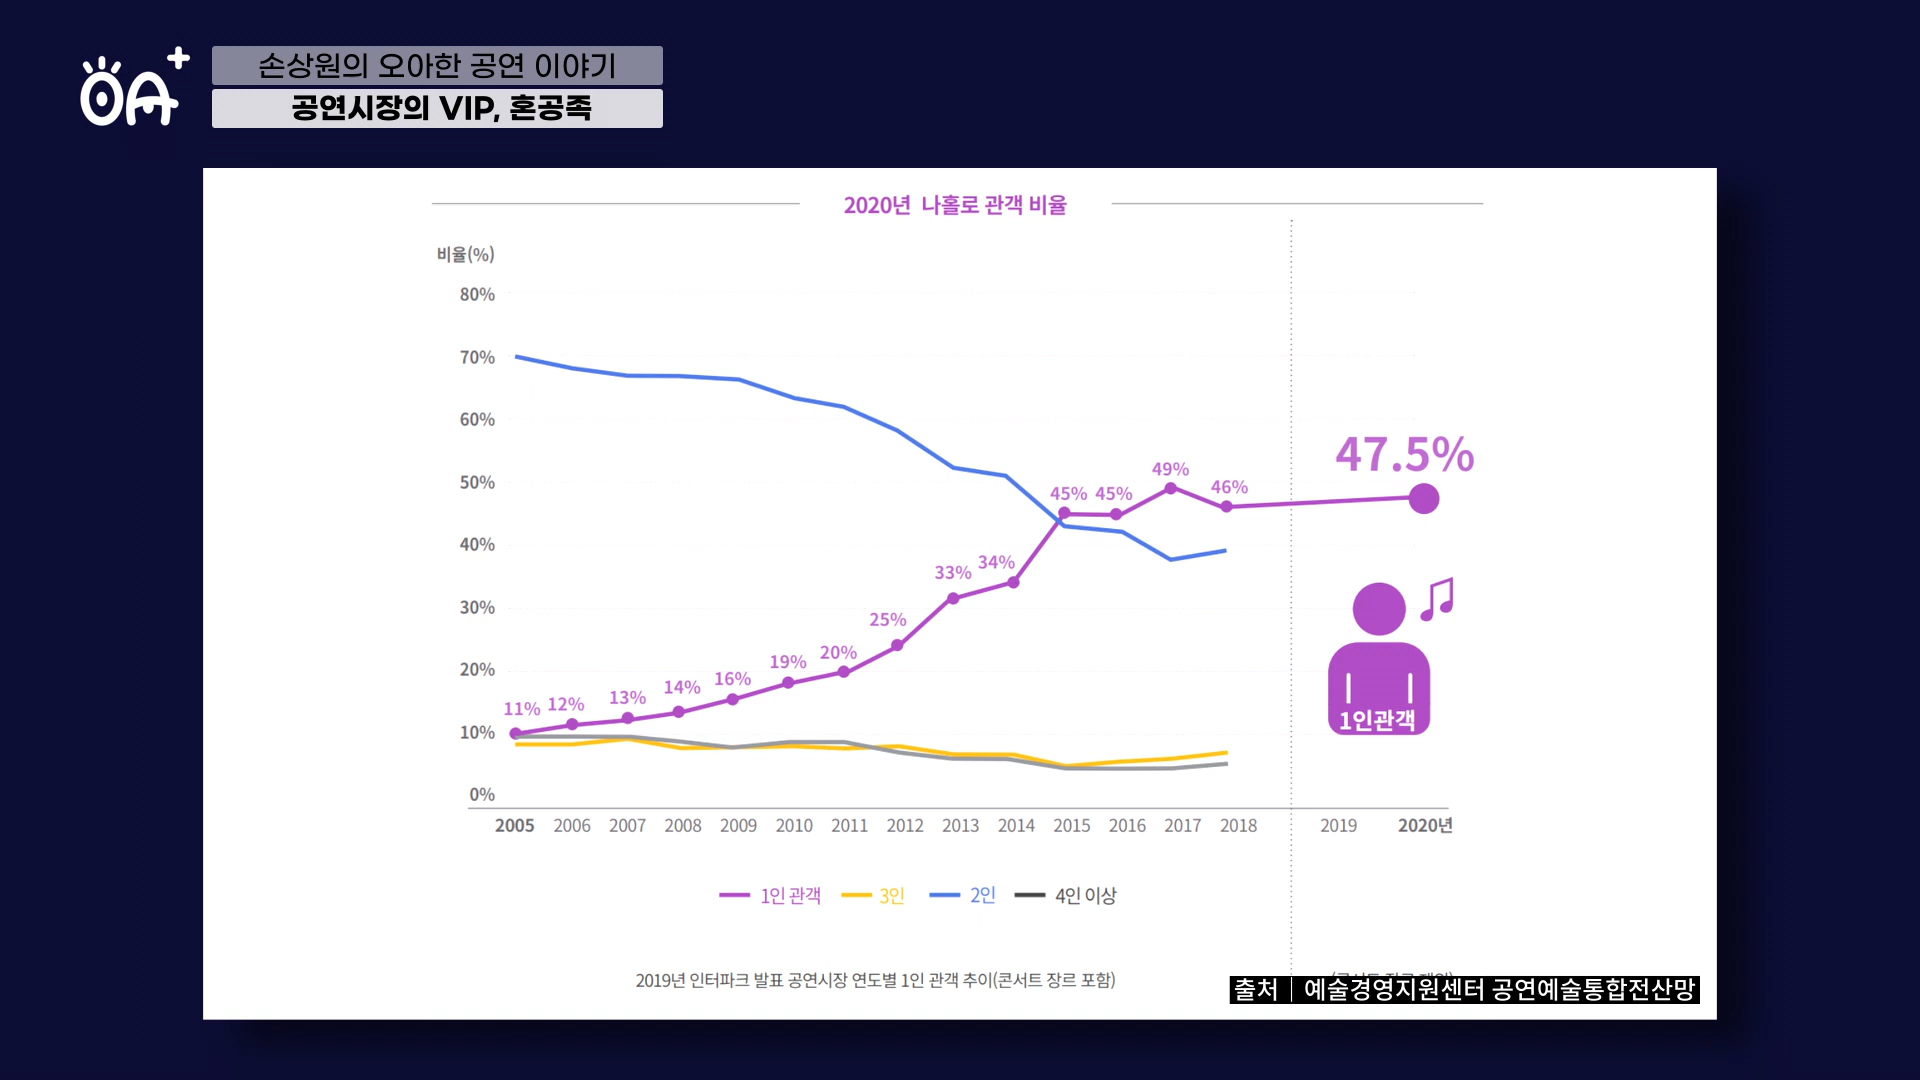 손상원의 오아한 공연 이야기
공연시장의 VIP, 혼공족
2020년 나홀로 관객 비율
비율(%)
80%
70%
60%
50%
40%
30%
20%
10%
0%
11% 12% 13% 14% 16% 19% 20% 25% 33% 34% 45% 45% 49% 46%
47.5%
1인관객
2005 2006 2007 2008 2009 2010 2011 2012 2013 2014 2015 2016 2017 2018 2019 2020년
1인 관객 3인 2인 4인 이상
2019년 인터파크 발표 공연시장 연도별 1인 관객 추이(콘서트 장르 포함)
출처 예술경영지원센터 공연예술통합전산망